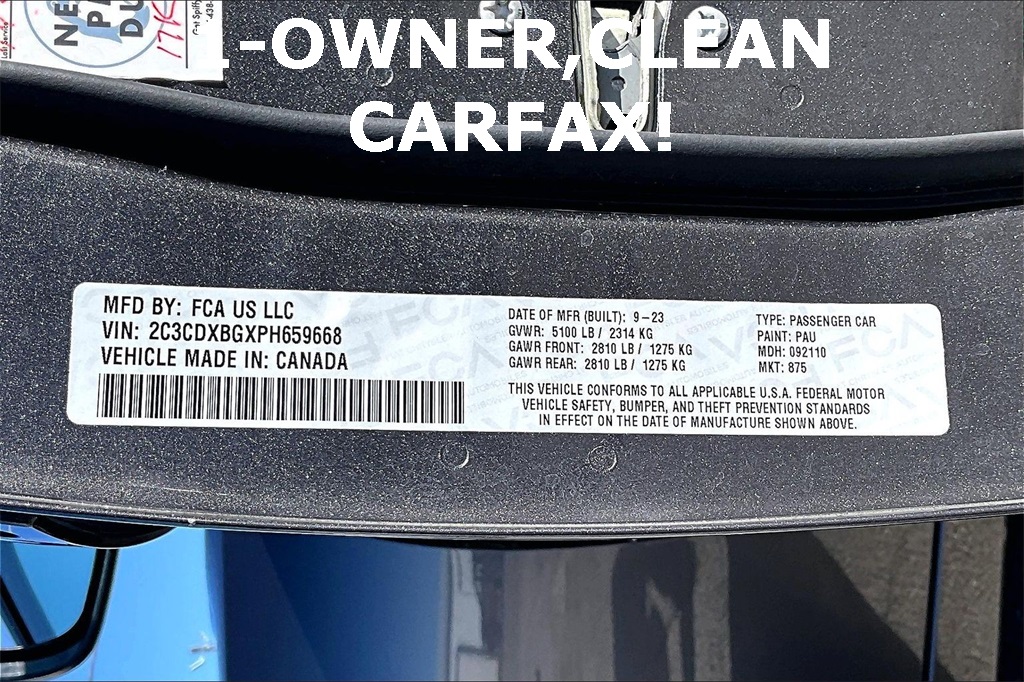 -OWNER,CLEAN
CARFAX!
NE
P
DU
17K
MFD BY: FCA US LLC
VIN: 2C3CDXBGXPH659668
VEHICLE MADE IN: CANADA
DATE OF MFR (BUILT): 9-23
GVWR: 5100 LB / 2314 KG
GAWR FRONT: 2810 LB / 1275 KG
GAWR REAR: 2810 LB / 1275 KG
TYPE: PASSENGER CAR
PAINT: PAU
MDH: 092110
MKT: 875
THIS VEHICLE CONFORMS TO ALL APPLICABLE U.S.A. FEDERAL MOTOR
VEHICLE SAFETY, BUMPER, AND THEFT PREVENTION STANDARDS
IN EFFECT ON THE DATE OF MANUFACTURE SHOWN ABOVE.